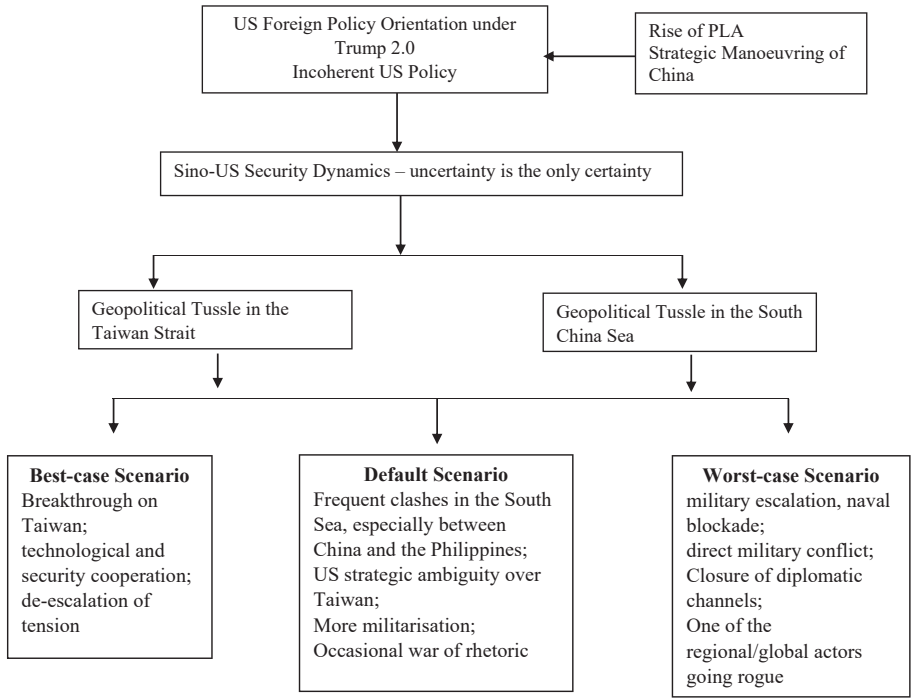 US Foreign Policy Orientation under
Trump 2.0
Incoherent US Policy
Rise of PLA
Strategic Manoeuvring of
China
Sino-US Security Dynamics – uncertainty is the only certainty
Geopolitical Tussle in the
Taiwan Strait
Geopolitical Tussle in the South
China Sea
Best-case Scenario
Breakthrough on
Taiwan;
technological and
security cooperation;
de-escalation of
tension
Default Scenario
Frequent clashes in the South
Sea, especially between
China and the Philippines;
US strategic ambiguity over
Taiwan;
More militarisation;
Occasional war of rhetoric
Worst-case Scenario
military escalation, naval
blockade;
direct military conflict;
Closure of diplomatic
channels;
One of the
regional/global actors
going rogue